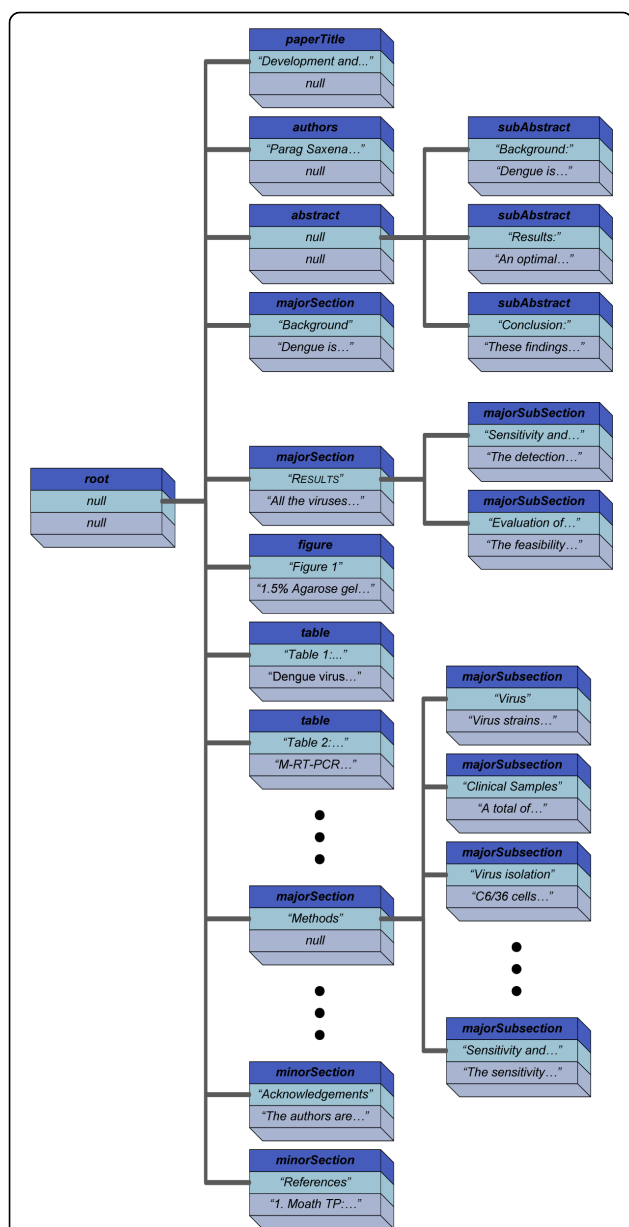 paperTitle
“Development and...”
null
authors
“Parag Saxena…”
null
abstract
null
null
subAbstract
“Background:”
“Dengue is…”
subAbstract
“Results:”
“An optimal…”
subAbstract
“Conclusion:”
“These findings…”
majorSection
“Background”
“Dengue is…”
root
null
null
majorSection
“RESULTS”
“All the viruses…”
majorSubSection
“Sensitivity and…”
“The detection…”
majorSubSection
“Evaluation of…”
“The feasibility…”
figure
“Figure 1”
“1.5% Agarose gel…”
table
“Table 1:...”
“Dengue virus…”
table
“Table 2:…”
“M-RT-PCR…”
majorSection
“Methods”
null
majorSubsection
“Virus”
“Virus strains…”
majorSubsection
“Clinical Samples”
“A total of…”
majorSubsection
“Virus isolation”
“C6/36 cells…”
majorSubsection
“Sensitivity and…”
“The sensitivity…”
minorSection
“Acknowledgements”
“The authors are…”
minorSection
“References”
“1. Moath TP:…”